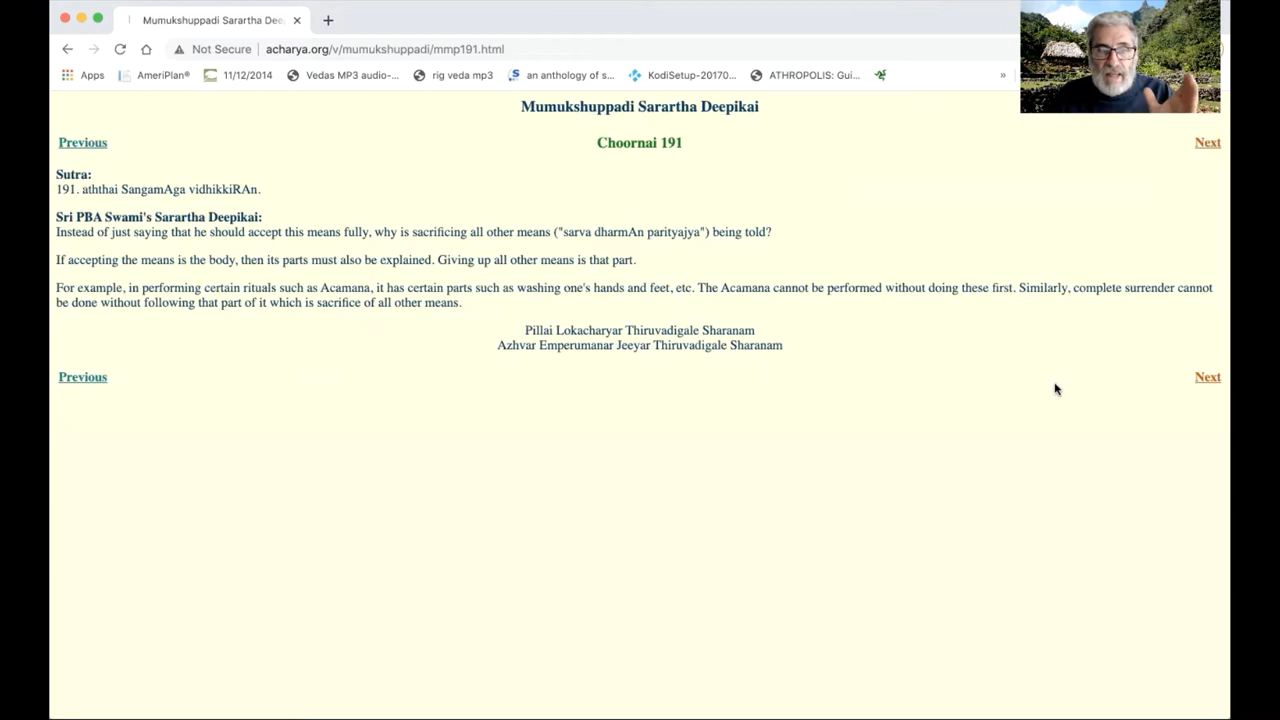 Mumukshuppadi Sarartha Dee
Not Secure
acharya.org/v/mumukshuppadi/mmp191.html
Apps
AmeriPlan®
11/12/2014
Vedas MP3 audio-...
rig veda mp3
an anthology of s...
KodiSetup-20170...
ATHROPOLIS: Gui...
»
Mumukshuppadi Sarartha Deepikai
Previous
Choornai 191
Next
Sutra:
191. aththai SangamAga vidhikkiRAn.
Sri PBA Swami's Sarartha Deepikai:
Instead of just saying that he should accept this means fully, why is sacrificing all other means ("sarva dharmAn parityajya") being told?
If accepting the means is the body, then its parts must also be explained. Giving up all other means is that part.
For example, in performing certain rituals such as Acamana, it has certain parts such as washing one's hands and feet, etc. The Acamana cannot be performed without doing these first. Similarly, complete surrender cannot
be done without following that part of it which is sacrifice of all other means.
Pillai Lokacharyar Thiruvadigale Sharanam
Azhvar Emperumanar Jeeyar Thiruvadigale Sharanam
Previous
Next